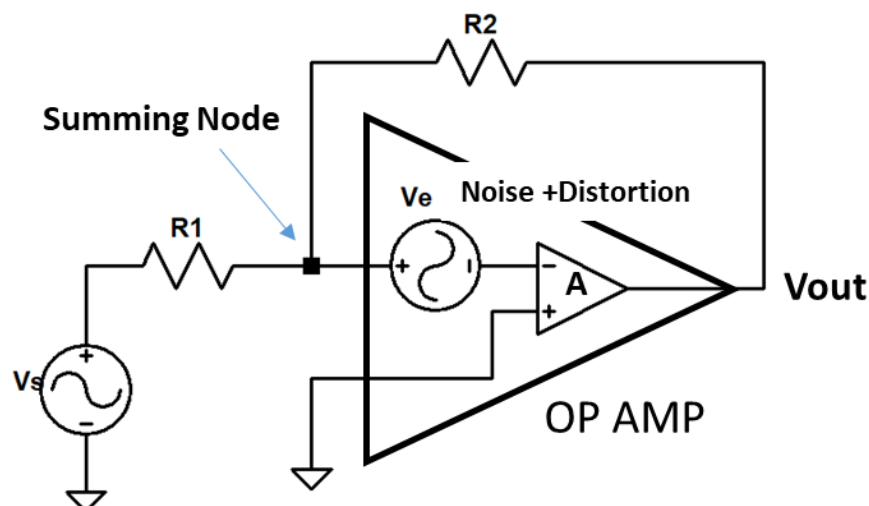 R2
Summing Node
Noise +Distortion
Ve
R1
+
-
-
A
+
Vout
+
Vs
-
OP AMP